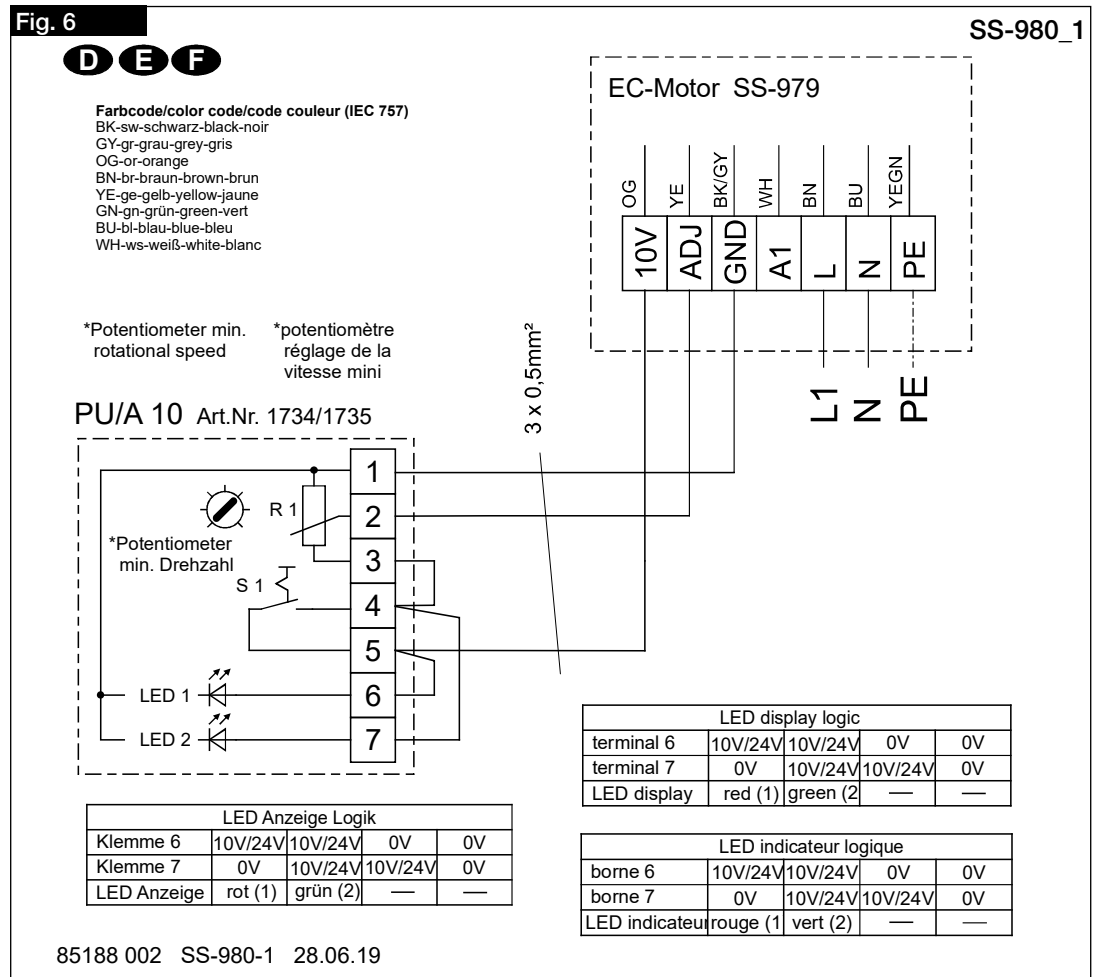 Fig. 6
SS-980_1
D E F
Farbcode/color code/code couleur (IEC 757)
BK-sw-schwarz-black-noir
GY-gr-grau-grey-gris
OG-or-orange
BN-br-braun-brown-brun
YE-ge-gelb-yellow-jaune
GN-gn-grün-green-vert
BU-bl-blau-blue-bleu
WH-ws-weiß-white-blanc
EC-Motor SS-979
OG YE BK/GY WH BN BU YEGN
10V ADJ GND A1 L N PE
L1 N PE
*Potentiometer min.
rotational speed
*potentiomètre
réglage de la
vitesse mini
3 x 0,5mm²
PU/A 10 Art.Nr. 1734/1735
1
R 1
2
*Potentiometer
min. Drehzahl
3
S 1
4
5
LED 1
6
LED 2
7
LED display logic
terminal 6 10V/24V 10V/24V 0V 0V
terminal 7 0V 10V/24V 10V/24V 0V
LED display red (1) green (2 — —
LED Anzeige Logik
Klemme 6 10V/24V 10V/24V 0V 0V
Klemme 7 0V 10V/24V 10V/24V 0V
LED Anzeige rot (1) grün (2) — —
LED indicateur logique
borne 6 10V/24V 10V/24V 0V 0V
borne 7 0V 10V/24V 10V/24V 0V
LED indicateur rouge (1 vert (2) — —
85188 002 SS-980-1 28.06.19